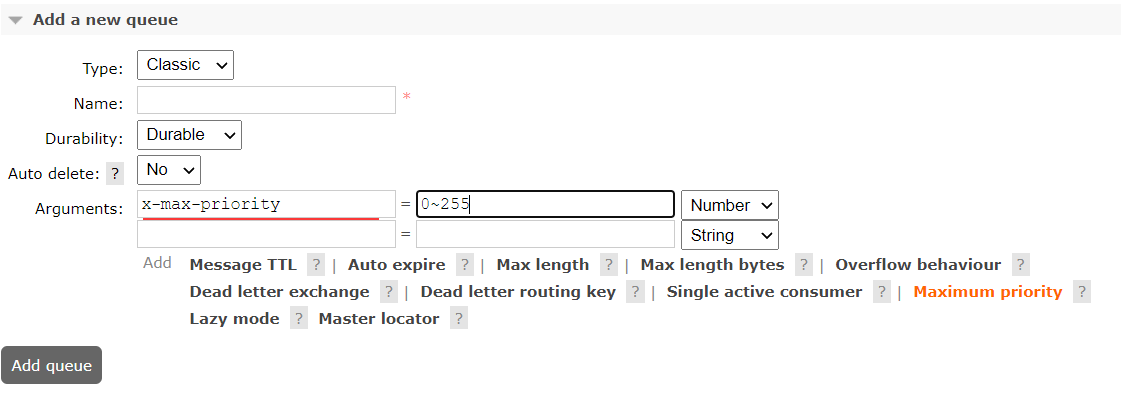 Add a new queue
Type: Classic
Name: *
Durability: Durable
Auto delete: ? No
Arguments: x-max-priority = 0~255 Number
= String
Add Message TTL ? | Auto expire ? | Max length ? | Max length bytes ? | Overflow behaviour ?
Dead letter exchange ? | Dead letter routing key ? | Single active consumer ? | Maximum priority ?
Lazy mode ? Master locator ?
Add queue